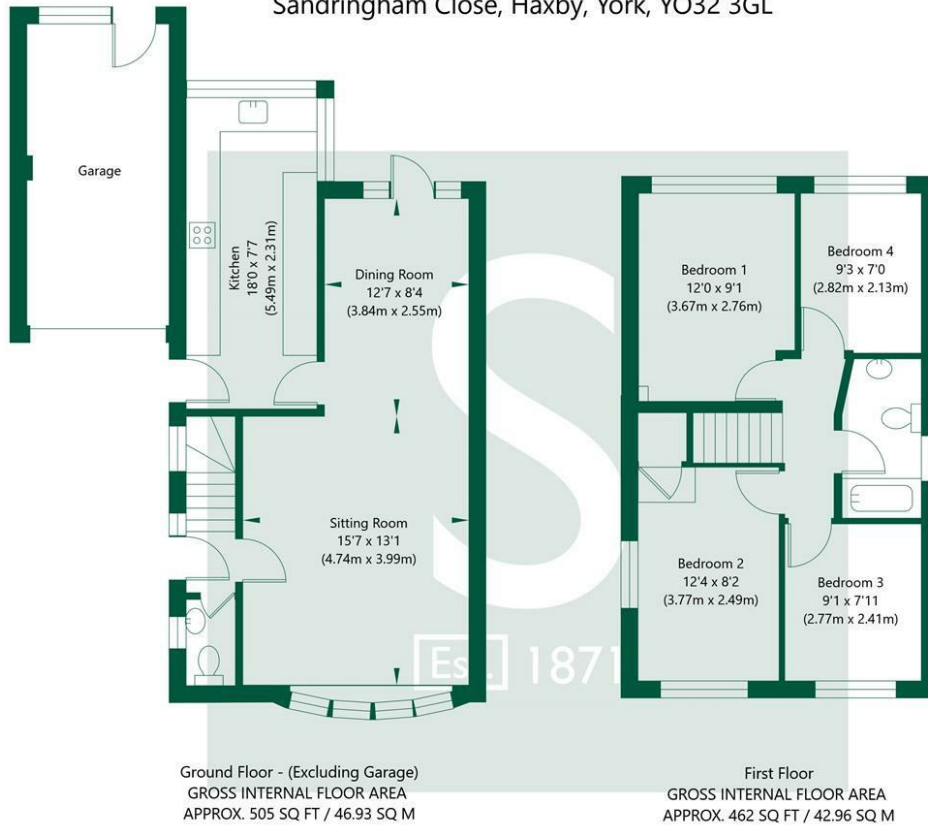 Sandringham Close, Haxby, York, YO32 3GL
Garage
Kitchen
18'0 x 7'7
(5.49m x 2.31m)
Dining Room
12'7 x 8'4
(3.84m x 2.55m)
Sitting Room
15'7 x 13'1
(4.74m x 3.99m)
Bedroom 1
12'0 x 9'1
(3.67m x 2.76m)
Bedroom 4
9'3 x 7'0
(2.82m x 2.13m)
Bedroom 2
12'4 x 8'2
(3.77m x 2.49m)
Bedroom 3
9'1 x 7'11
(2.77m x 2.41m)
S
Est. 1871
Ground Floor - (Excluding Garage)
GROSS INTERNAL FLOOR AREA
APPROX. 505 SQ FT / 46.93 SQ M
First Floor
GROSS INTERNAL FLOOR AREA
APPROX. 462 SQ FT / 42.96 SQ M